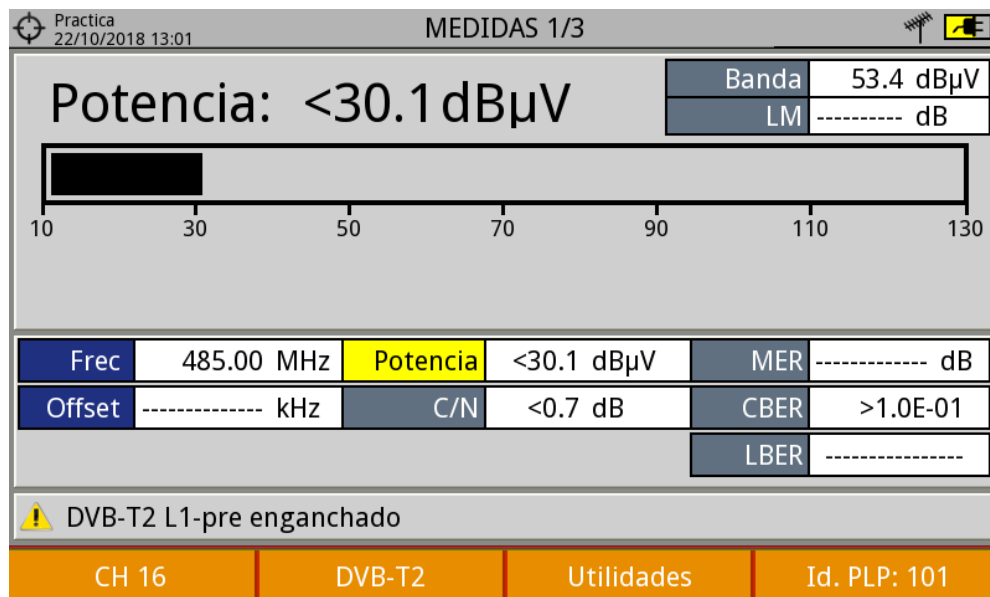 Practica
22/10/2018 13:01
MEDIDAS 1/3
Potencia: <30.1 dBµV
Banda 53.4 dBµV
LM ---------- dB
10 30 50 70 90 110 130
Frec 485.00 MHz Potencia <30.1 dBµV MER ------------- dB
Offset -------------- kHz C/N <0.7 dB CBER >1.0E-01
LBER ----------------
DVB-T2 L1-pre enganchado
CH 16 DVB-T2 Utilidades Id. PLP: 101